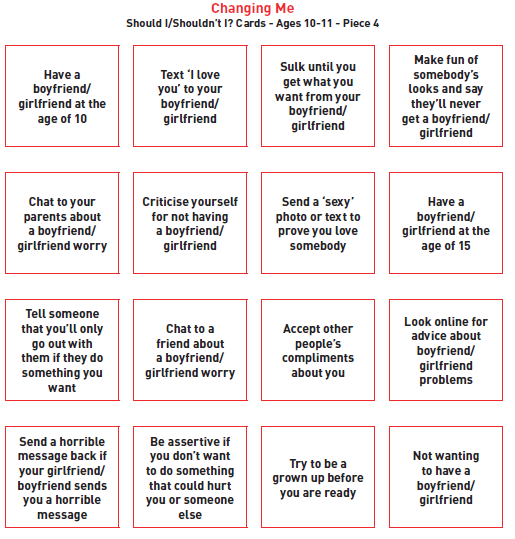 Changing Me
Should I/Shouldn't I? Cards - Ages 10-11 - Piece 4
Have a
boyfriend/
girlfriend at the
age of 10
Text ‘I love
you’ to your
boyfriend/
girlfriend
Sulk until you
get what you
want from your
boyfriend/
girlfriend
Make fun of
somebody's
looks and say
they'll never
get a boyfriend/
girlfriend
Chat to your
parents about
a boyfriend/
girlfriend worry
Criticise yourself
for not having
a boyfriend/
girlfriend
Send a ‘sexy’
photo or text to
prove you love
somebody
Have a
boyfriend/
girlfriend at the
age of 15
Tell someone
that you'll only
go out with
them if they do
something you
want
Chat to a
friend about
a boyfriend/
girlfriend worry
Accept other
people's
compliments
about you
Look online for
advice about
boyfriend/
girlfriend
problems
Send a horrible
message back if
your girlfriend/
boyfriend sends
you a horrible
message
Be assertive if
you don't want
to do something
that could hurt
you or someone
else
Try to be a
grown up before
you are ready
Not wanting
to have a
boyfriend/
girlfriend